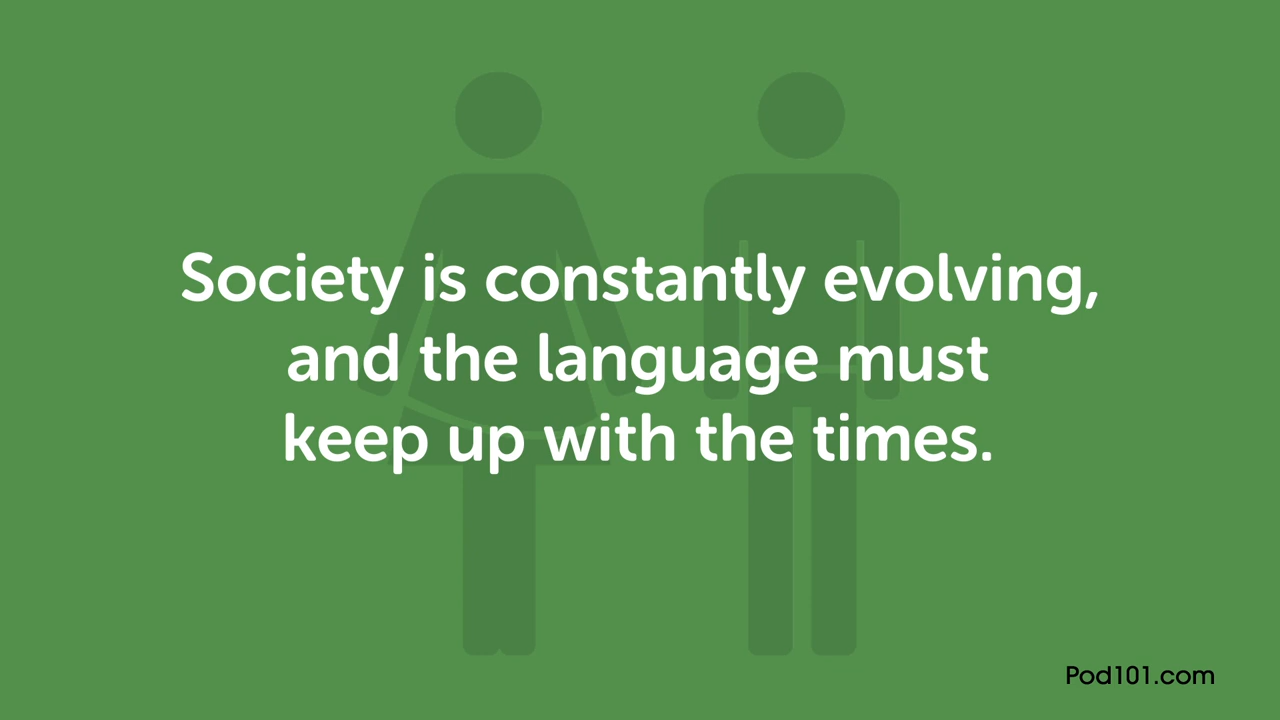 Society is constantly evolving,
and the language must
keep up with the times.
Pod101.com